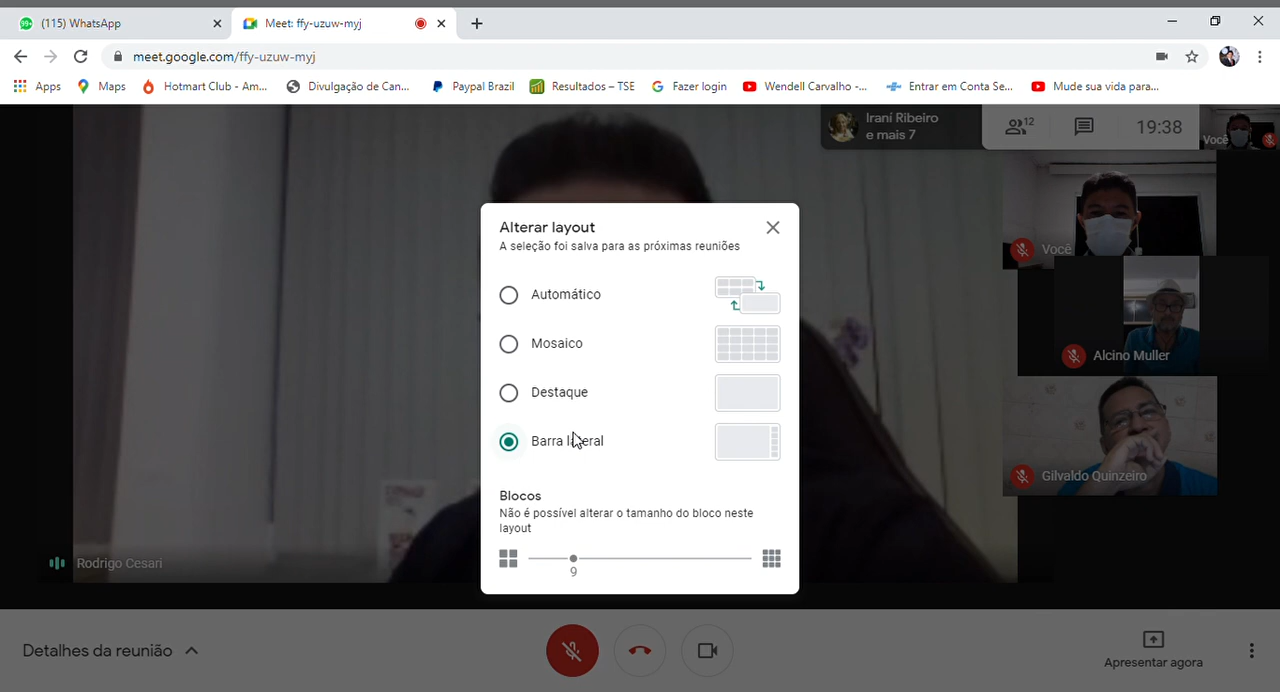 99+
(115) WhatsApp
Meet: ffy-uzuw-myj
meet.google.com/ffy-uzuw-myj
Apps
Maps
Hotmart Club - Am...
Divulgação de Can...
Paypal Brazil
Resultados – TSE
Fazer login
Wendell Carvalho -...
Entrar em Conta Se...
Mude sua vida para...
Iraní Ribeiro
e mais 7
12
19:38
Você
Você
Alcino Muller
Gilvaldo Quinzeiro
Rodrigo Cesari
Alterar layout
A seleção foi salva para as próximas reuniões
Automático
Mosaico
Destaque
Barra lateral
Blocos
Não é possível alterar o tamanho do bloco neste
layout
9
Detalhes da reunião
Apresentar agora